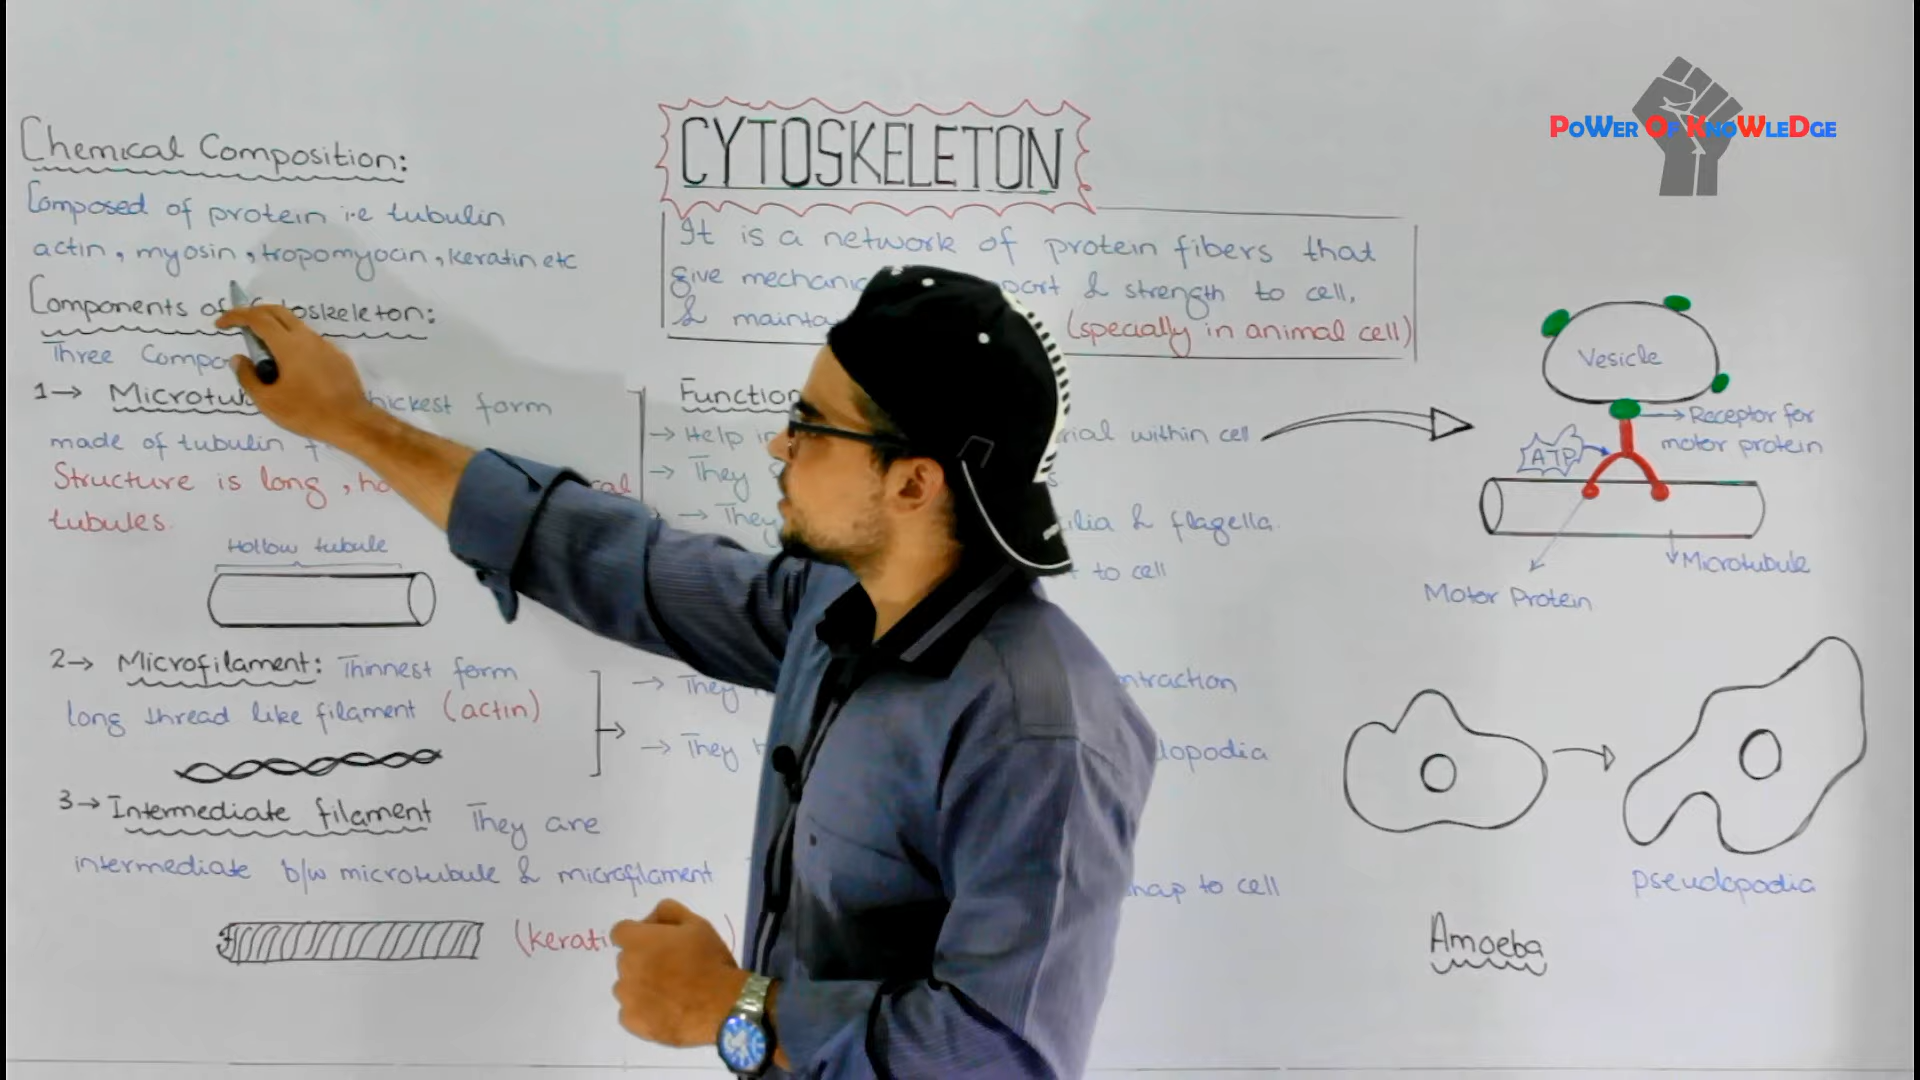 PoWer Of KnoWLeDge
CYTOSKELETON
It is a network of protein fibers that
give mechanic port & strength to cell,
& mainta (specially in animal cell)
Chemical Composition:
Composed of protein i.e tubulin
actin, myosin, tropomyocin, keratin etc
Components of toskeleton:
Three Compo
1→ Microtub hickest form
made of tubulin
Structure is long, ho cal
tubules.
Hollow tubule
2→ Microfilament: Thinnest form
long thread like filament (actin)
3→ Intermediate filament They are
intermediate b/w microtubule & microfilament
(kerati )
Function
→ Help in rial within cell
→ They s
→ They ilia & flagella.
t to cell
→ They ntraction
→ They h dopodia
hap to cell
Vesicle
→ Receptor for
motor protein
ATP
Microtubule
Motor Protein
pseudopodia
Amoeba